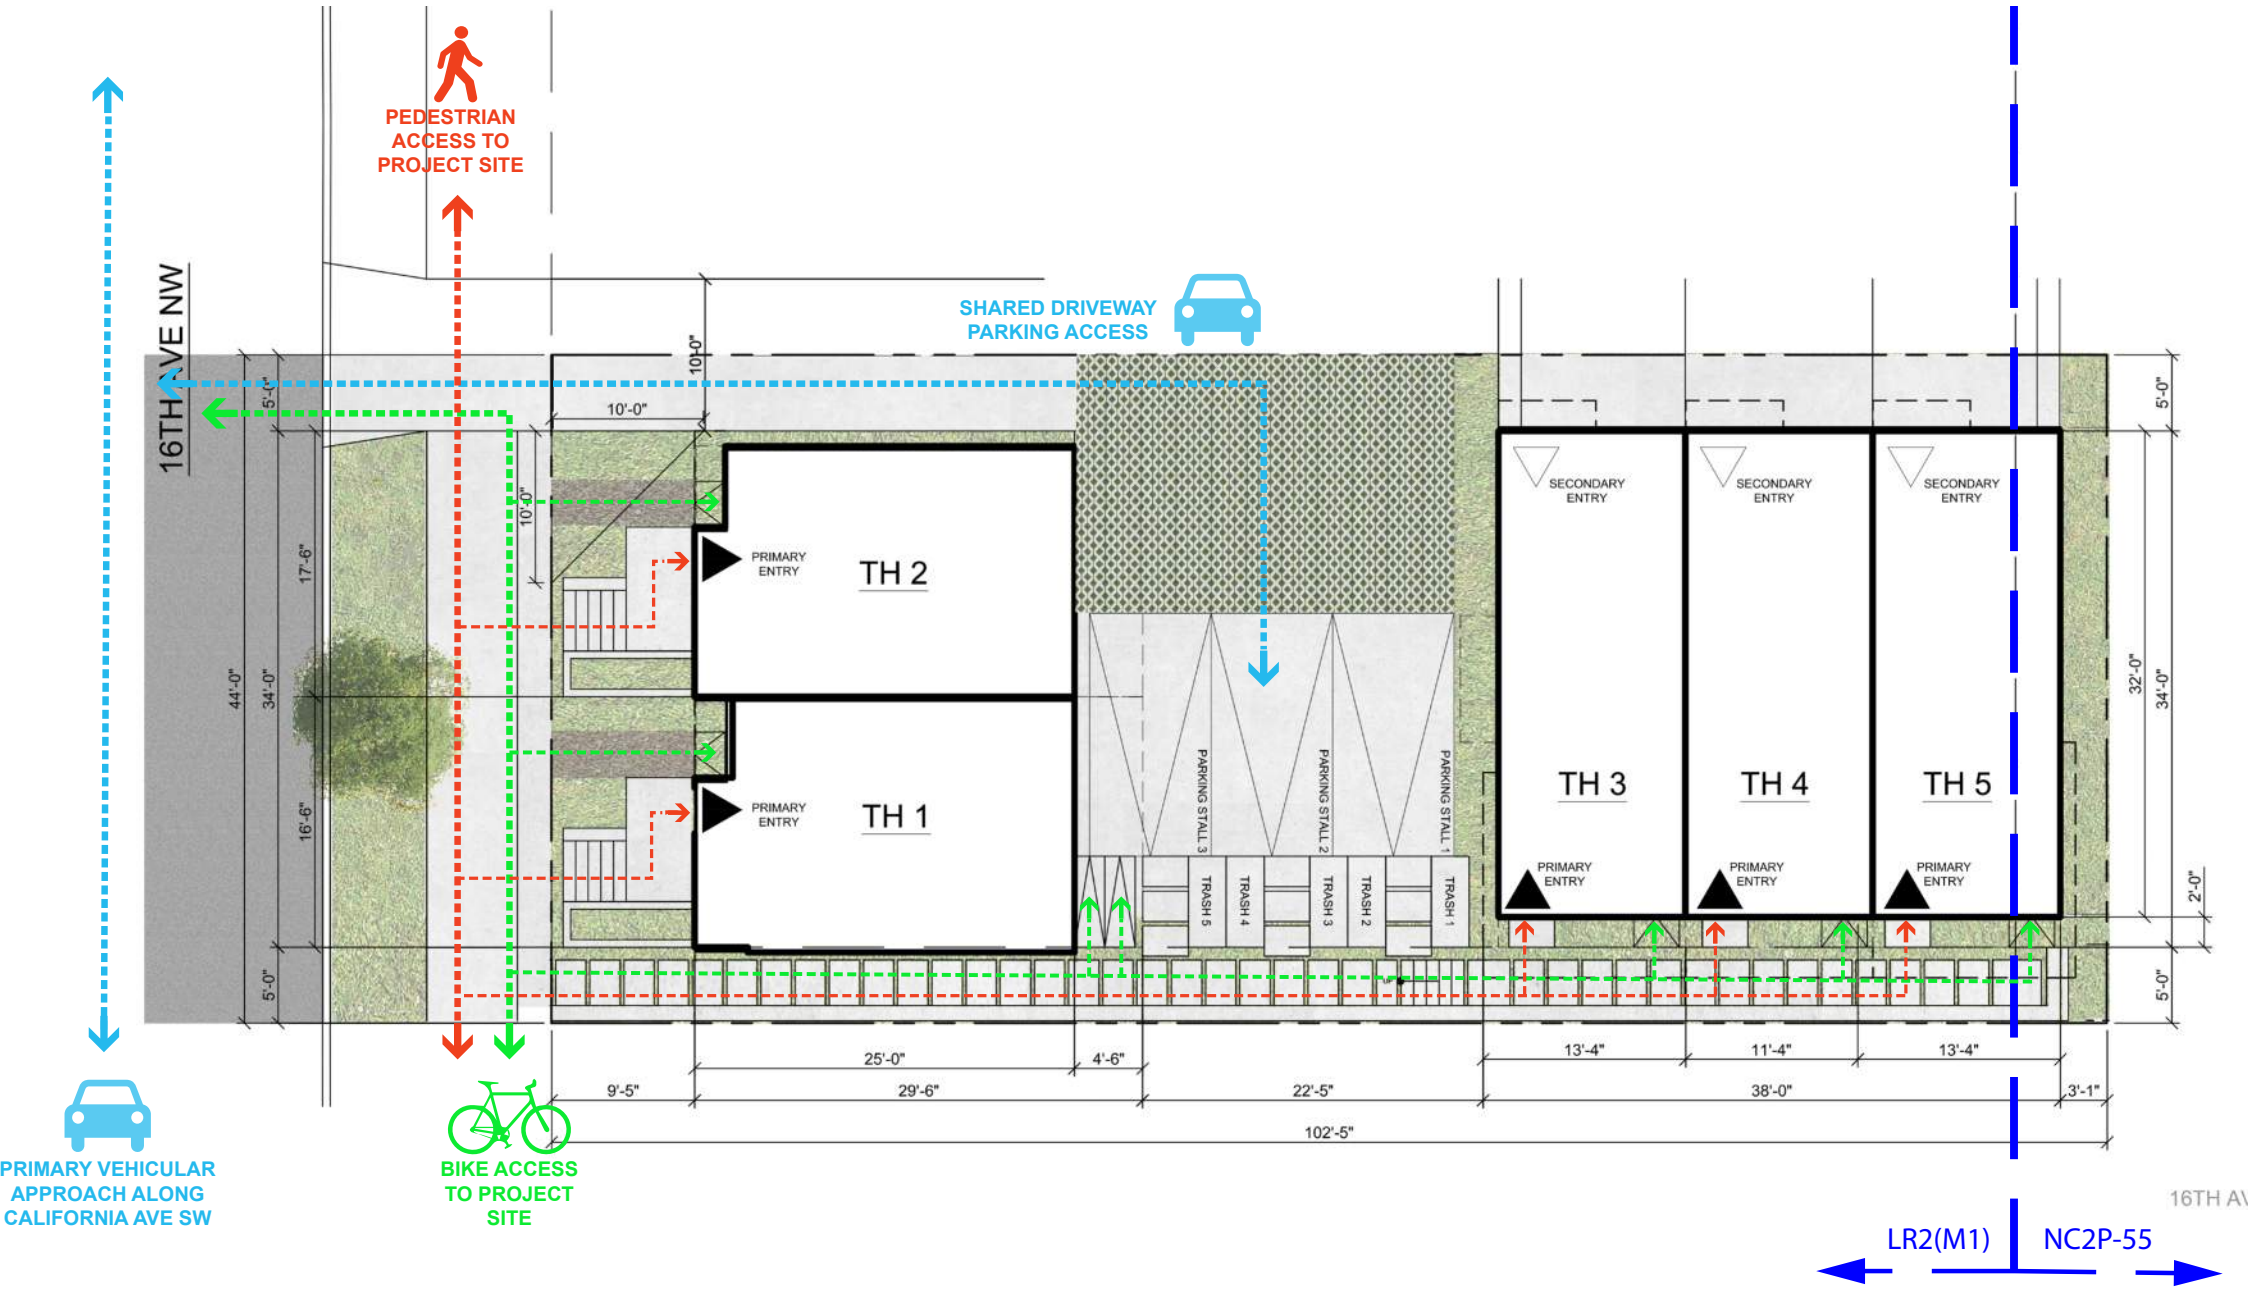 PEDESTRIAN
ACCESS TO
PROJECT SITE
16TH AVE NW
SHARED DRIVEWAY
PARKING ACCESS
10'-0"
5'-0"
10'-0"
10'-0"
17'-6"
44'-0"
34'-0"
16'-6"
5'-0"
PRIMARY
ENTRY
TH 2
PRIMARY
ENTRY
TH 1
PARKING STALL 3
PARKING STALL 2
PARKING STALL 1
TRASH 5
TRASH 4
TRASH 3
TRASH 2
TRASH 1
SECONDARY
ENTRY
SECONDARY
ENTRY
SECONDARY
ENTRY
TH 3
TH 4
TH 5
PRIMARY
ENTRY
PRIMARY
ENTRY
PRIMARY
ENTRY
5'-0"
32'-0"
34'-0"
2'-0"
5'-0"
UP
25'-0"
4'-6"
13'-4"
11'-4"
13'-4"
9'-5"
29'-6"
22'-5"
38'-0"
3'-1"
102'-5"
PRIMARY VEHICULAR
APPROACH ALONG
CALIFORNIA AVE SW
BIKE ACCESS
TO PROJECT
SITE
16TH AV
LR2(M1)
NC2P-55